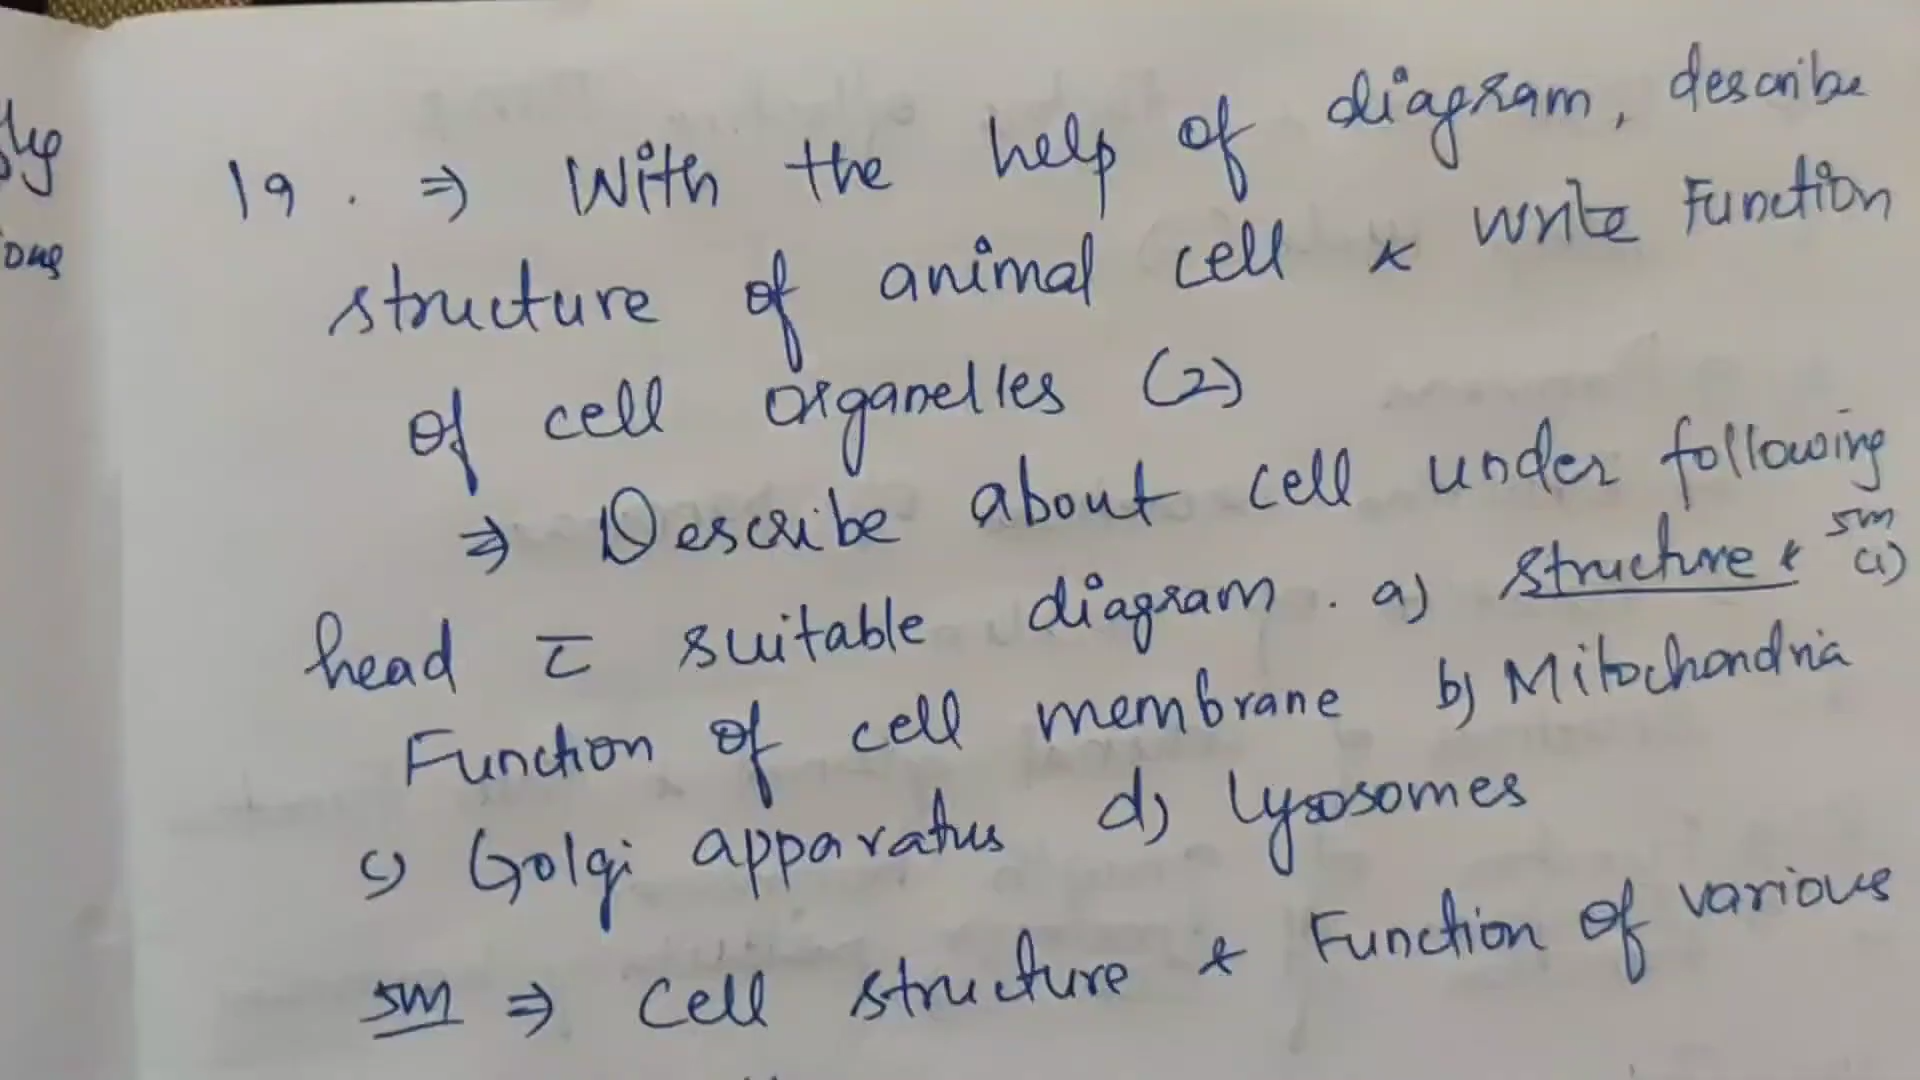 lly
ous
19. ⇒ With the help of diagram, describe
structure of animal cell & write Function
of cell organelles (2)
⇒ Describe about cell under following
head c̄ suitable diagram. a) Structure & 5m (1)
Function of cell membrane b) Mitochondria
c) Golgi apparatus d) Lysosomes
5M ⇒ Cell structure & Function of various